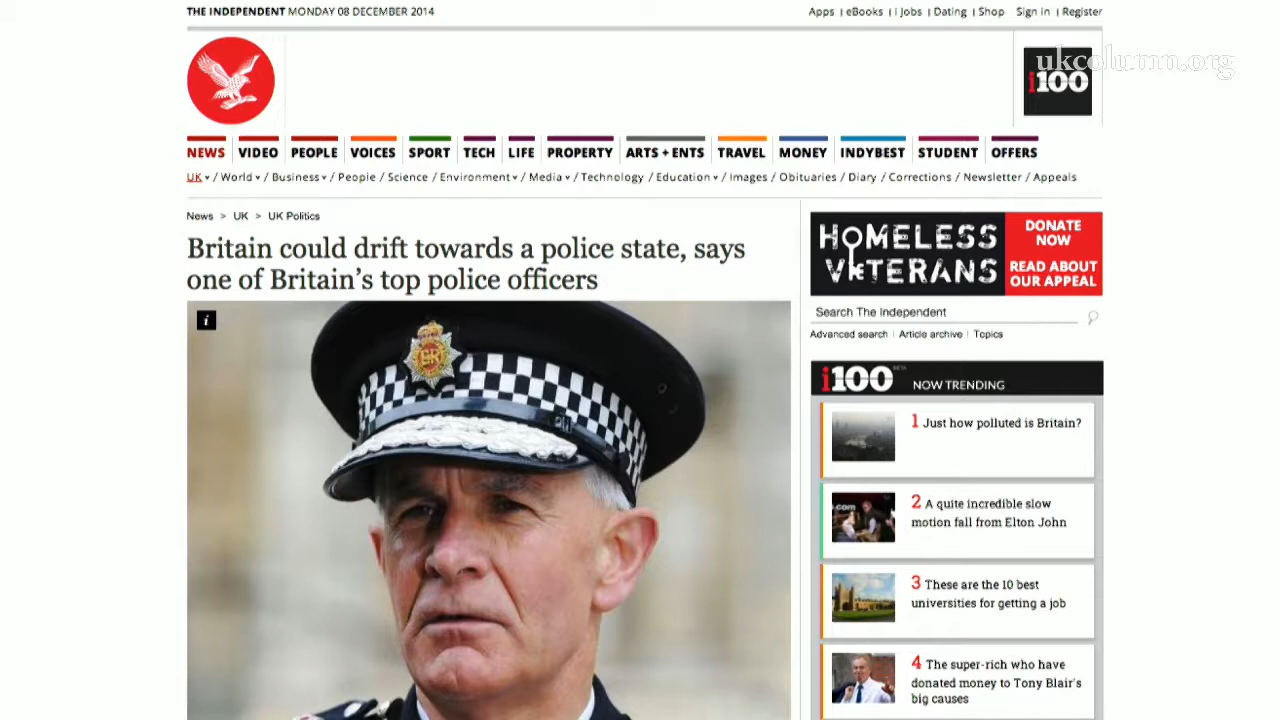 THE INDEPENDENT MONDAY 08 DECEMBER 2014
Apps | eBooks | i Jobs | Dating | Shop Sign in | Register
ukcolumn.org
i100
NEWS VIDEO PEOPLE VOICES SPORT TECH LIFE PROPERTY ARTS + ENTS TRAVEL MONEY INDYBEST STUDENT OFFERS
UK / World / Business / People / Science / Environment / Media / Technology / Education / Images / Obituaries / Diary / Corrections / Newsletter / Appeals
News > UK > UK Politics
Britain could drift towards a police state, says
one of Britain's top police officers
i
ER
HOMELESS
VETERANS
DONATE
NOW
READ ABOUT
OUR APPEAL
Search The Independent
Advanced search | Article archive | Topics
i100 BETA NOW TRENDING
1 Just how polluted is Britain?
2 A quite incredible slow
motion fall from Elton John
.com
3 These are the 10 best
universities for getting a job
4 The super-rich who have
donated money to Tony Blair's
big causes